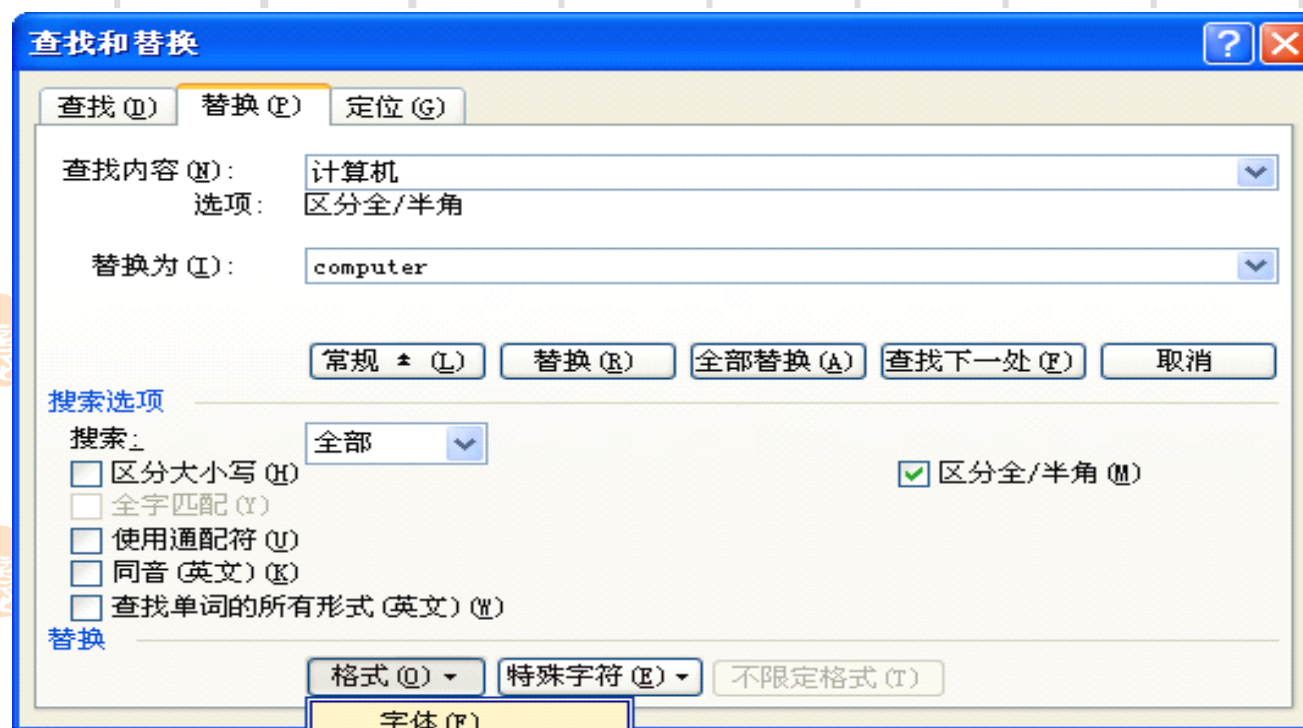 查找和替换
查找(D) 替换(P) 定位(G)
查找内容(N): 计算机
选项: 区分全/半角
替换为(I): computer
常规 (L) 替换(R) 全部替换(A) 查找下一处(F) 取消
搜索选项
搜索: 全部
区分大小写(H) 区分全/半角(M)
全字匹配(Y)
使用通配符(U)
同音(英文)(K)
查找单词的所有形式(英文)(W)
替换
格式(O) 特殊字符(E) 不限定格式(T)
字体(F)